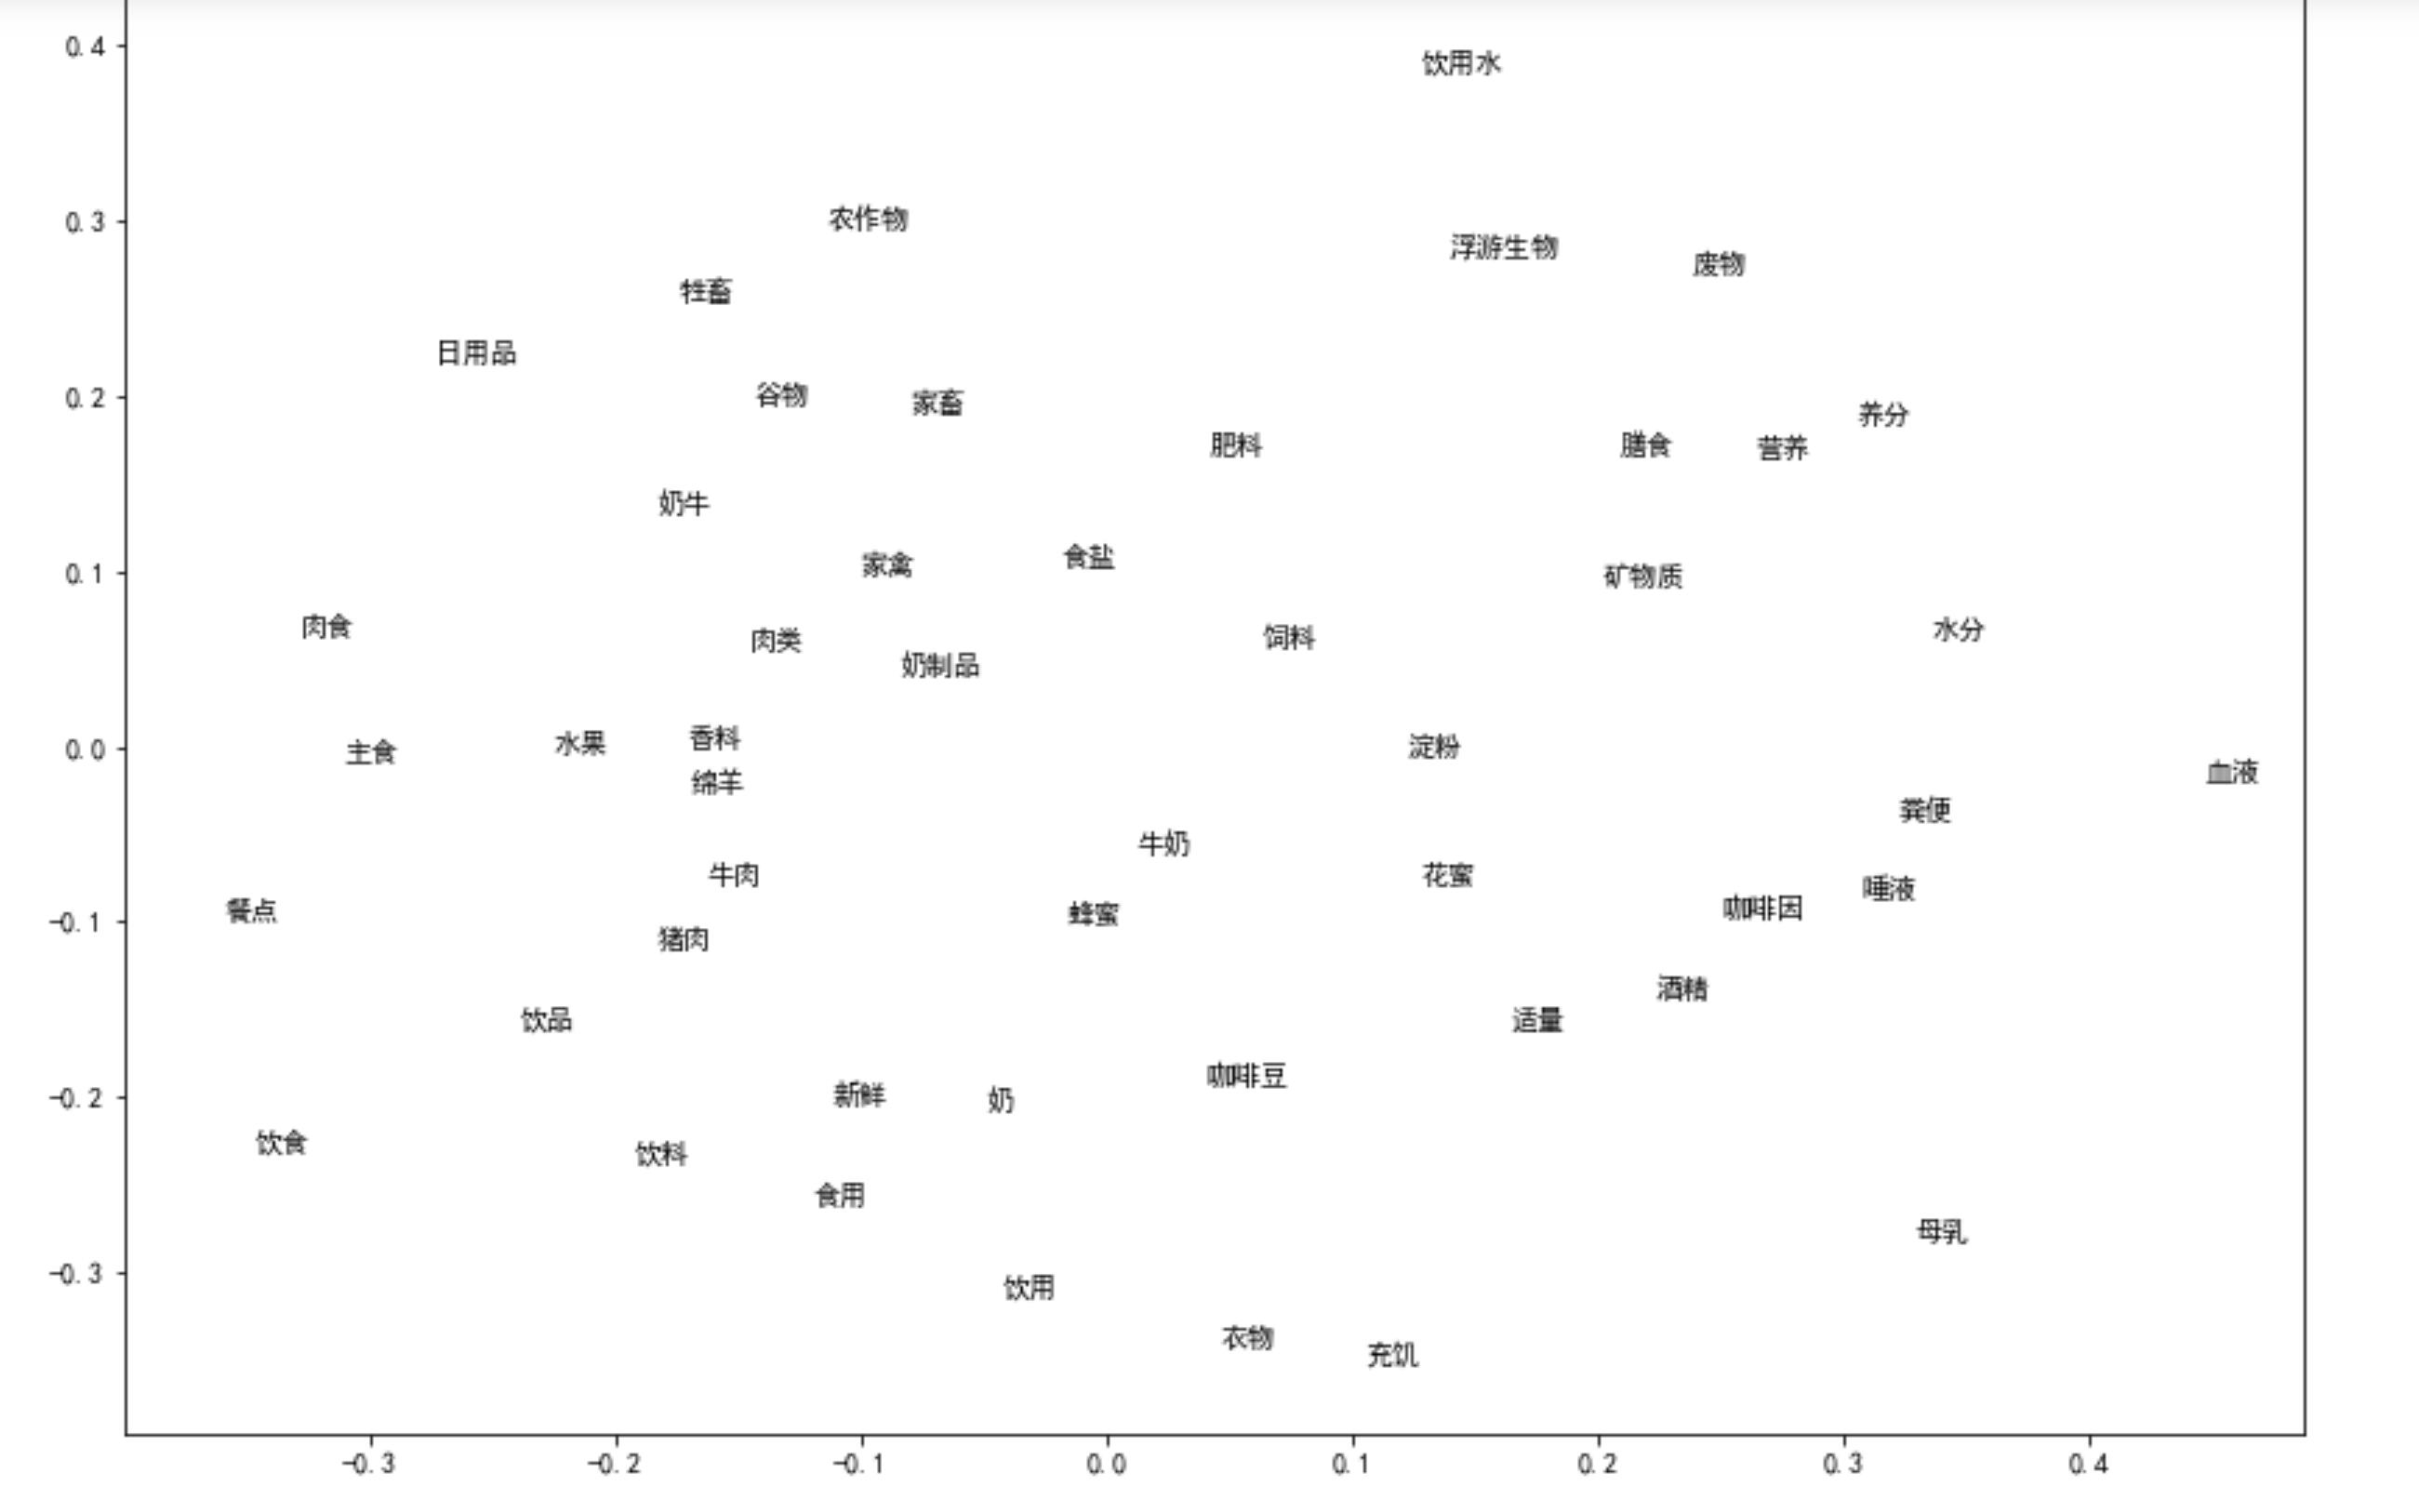 0.4
饮用水
0.3
农作物
浮游生物
废物
牲畜
日用品
0.2
谷物
家畜
养分
肥料
膳食
营养
奶牛
0.1
家禽
食盐
矿物质
肉食
肉类
饲料
水分
奶制品
0.0
主食
水果
香料
淀粉
绵羊
血液
粪便
牛奶
牛肉
花蜜
唾液
-0.1
餐点
蜂蜜
咖啡因
猪肉
酒精
饮品
适量
咖啡豆
-0.2
新鲜
奶
饮食
饮料
食用
母乳
-0.3
饮用
衣物
充饥
-0.3 -0.2 -0.1 0.0 0.1 0.2 0.3 0.4